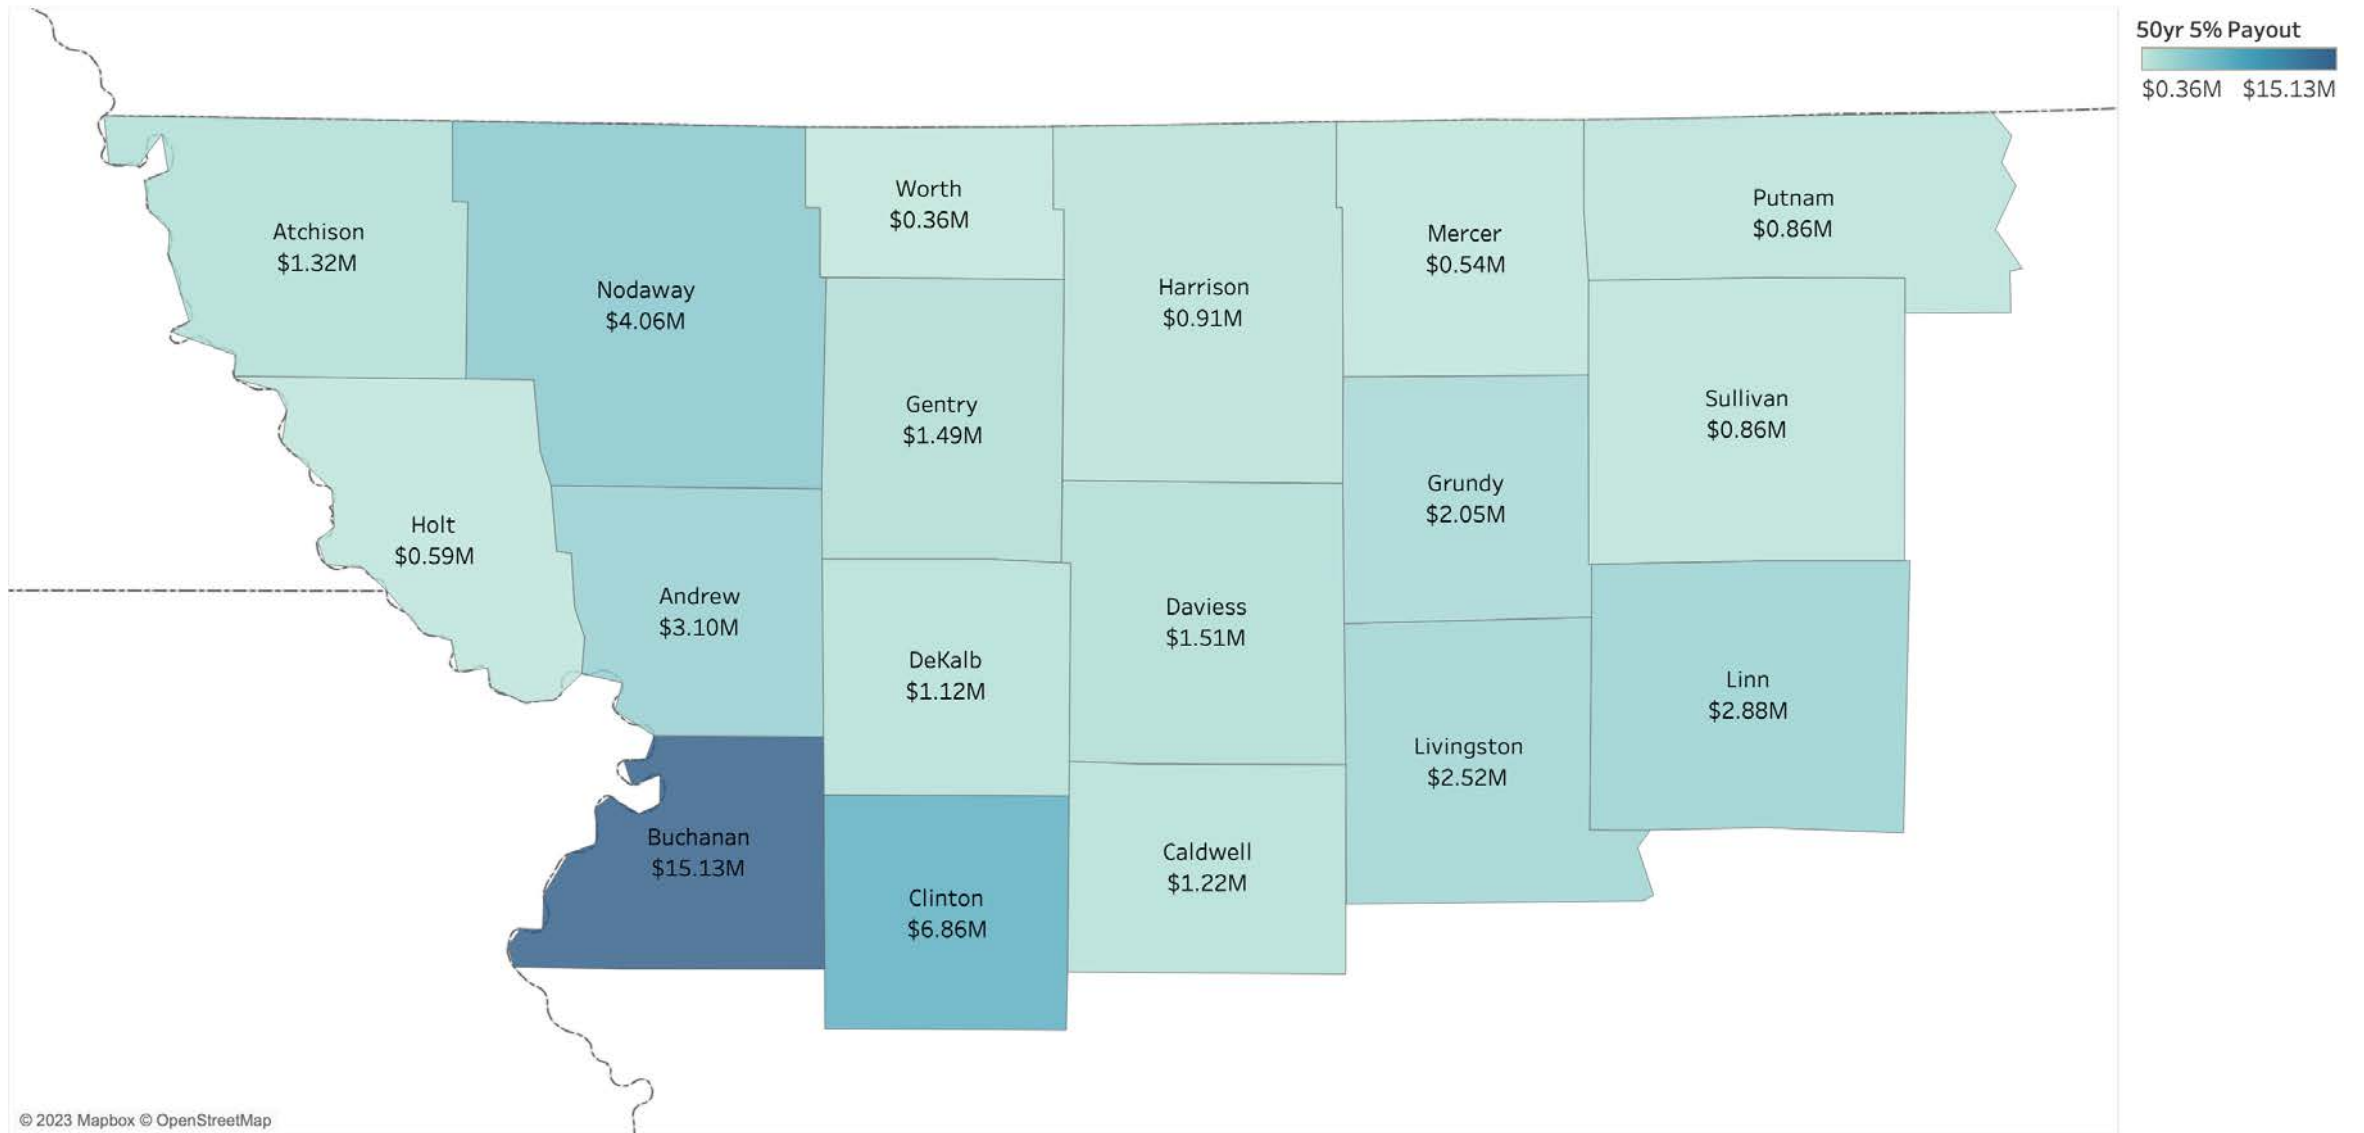 50yr 5% Payout
$0.36M $15.13M
Atchison
$1.32M
Nodaway
$4.06M
Worth
$0.36M
Harrison
$0.91M
Mercer
$0.54M
Putnam
$0.86M
Holt
$0.59M
Andrew
$3.10M
Gentry
$1.49M
Grundy
$2.05M
Sullivan
$0.86M
DeKalb
$1.12M
Daviess
$1.51M
Livingston
$2.52M
Linn
$2.88M
Buchanan
$15.13M
Clinton
$6.86M
Caldwell
$1.22M
© 2023 Mapbox © OpenStreetMap